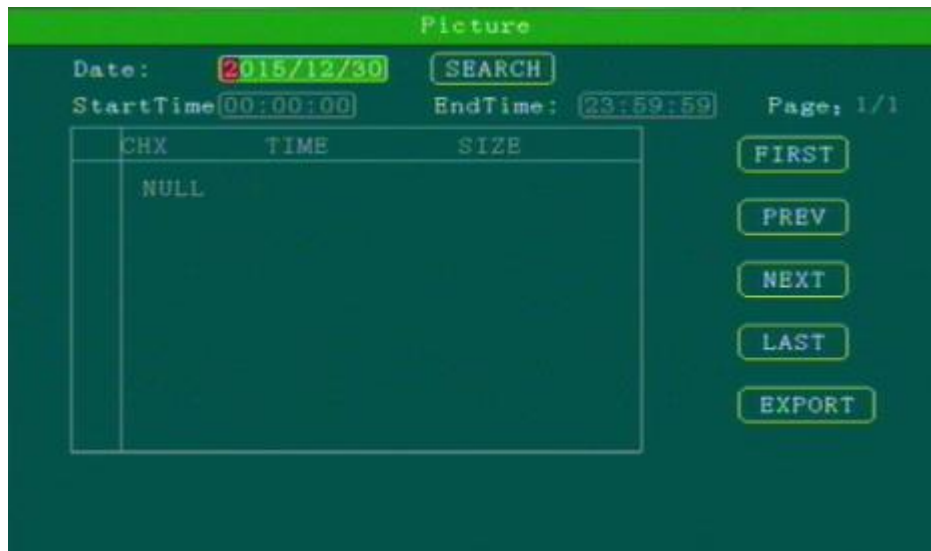 Picture
Date: 2015/12/30 SEARCH
StartTime 00:00:00 EndTime: 23:59:59 Page: 1/1
CHX TIME SIZE
NULL
FIRST
PREV
NEXT
LAST
EXPORT